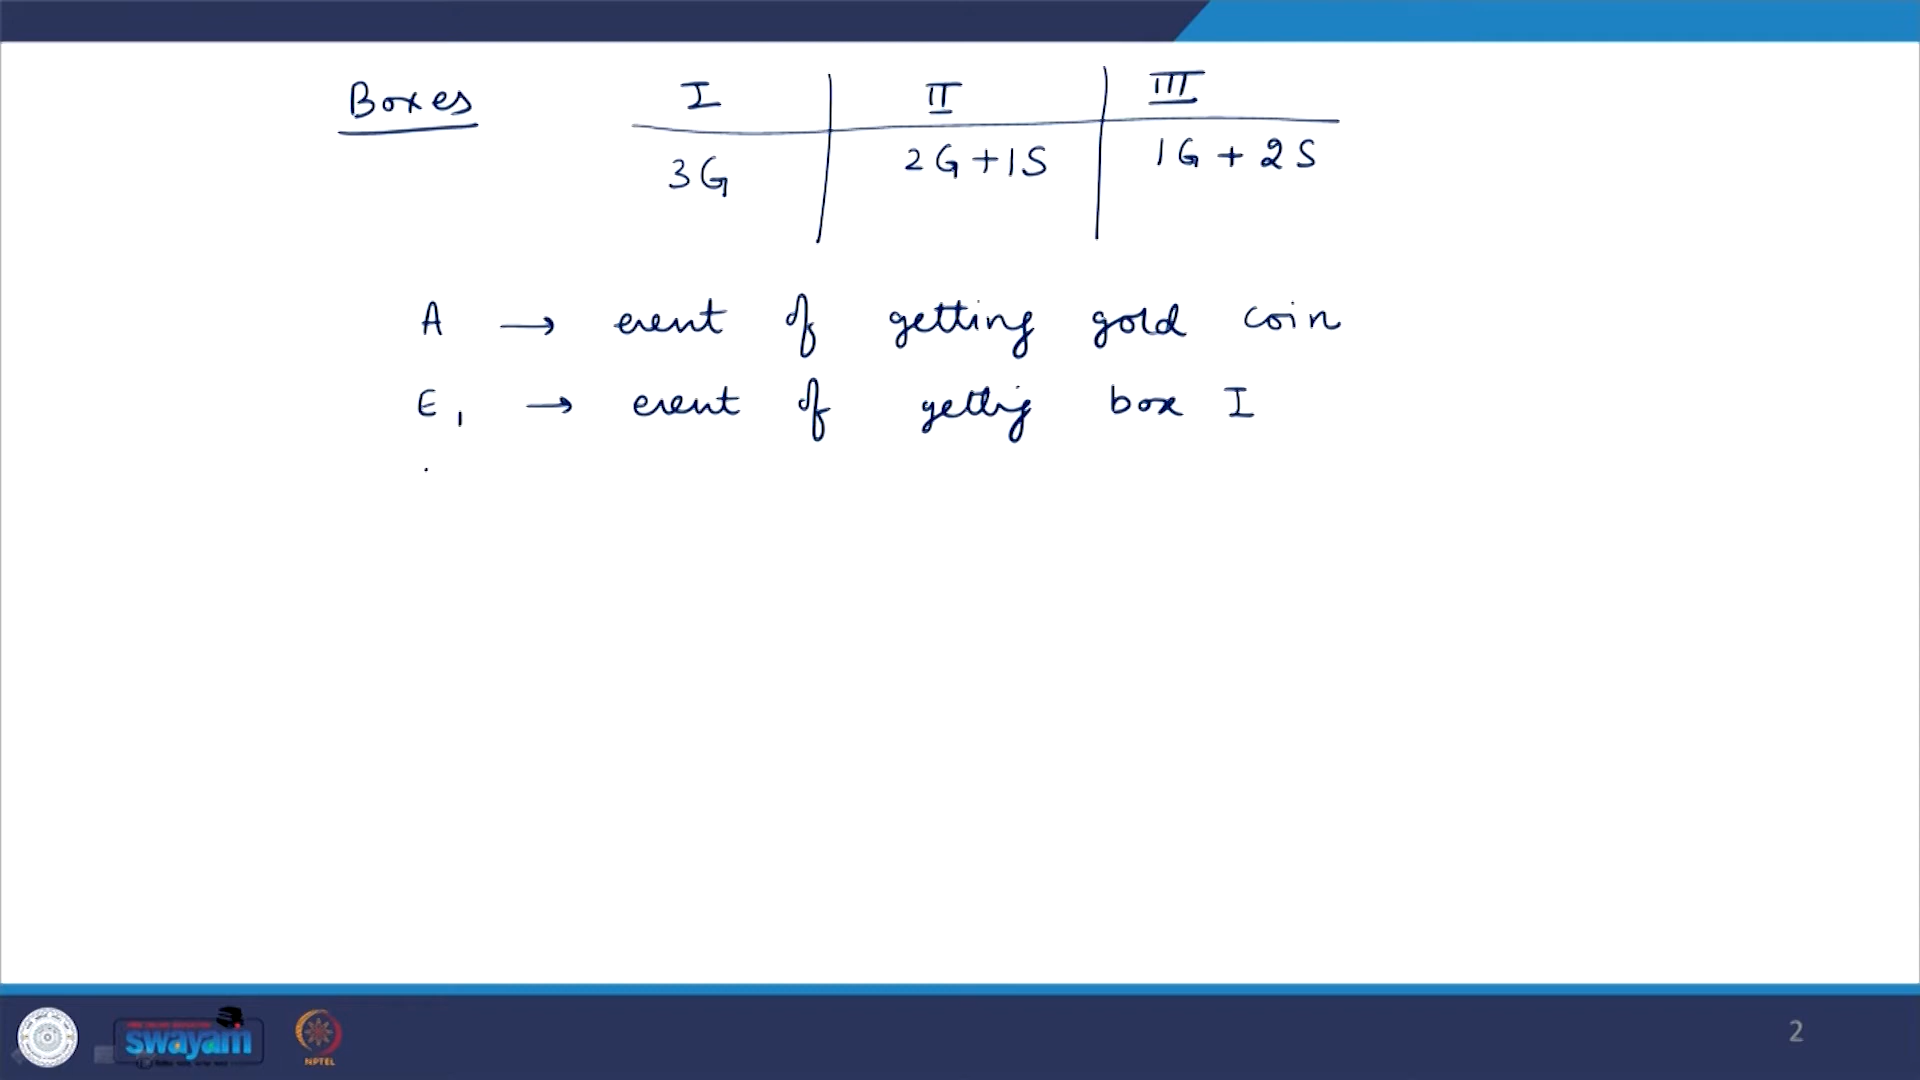 Boxes I II III
3G 2G+1S 1G + 2S
A → event of getting gold coin
E1 → event of getting box I
swayam
NPTEL
2